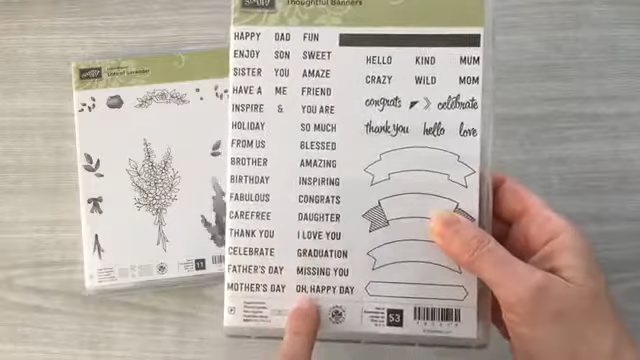 Thoughtful Banners
HAPPY DAD FUN
ENJOY SON SWEET
SISTER YOU AMAZE
HAVE A ME FRIEND
INSPIRE & YOU ARE
HOLIDAY SO MUCH
FROM US BLESSED
BROTHER AMAZING
BIRTHDAY INSPIRING
FABULOUS CONGRATS
CAREFREE DAUGHTER
THANK YOU I LOVE YOU
CELEBRATE GRADUATION
FATHER'S DAY MISSING YOU
MOTHER'S DAY OH, HAPPY DAY
HELLO KIND MUM
CRAZY WILD MOM
congrats celebrate
thank you hello love
53
Lots of Lavender
11